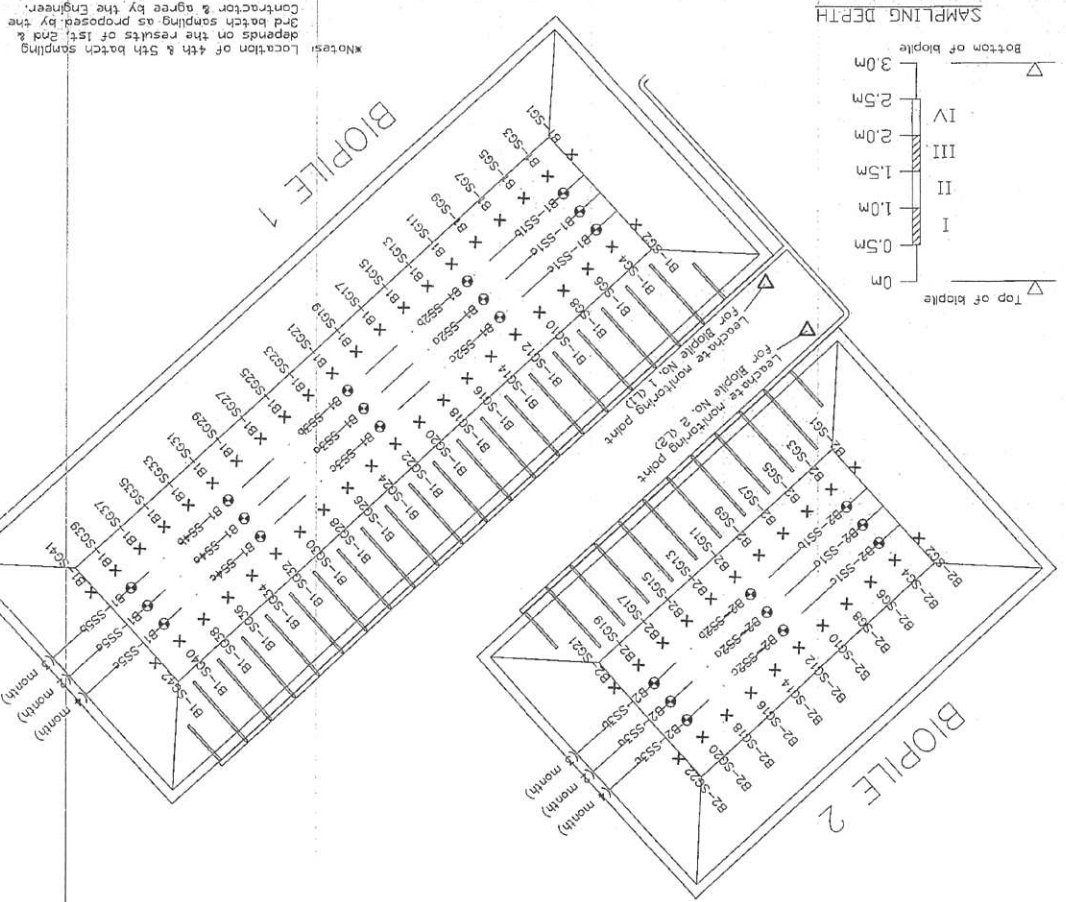 BIOPILE 2
B2-SG22
B2-SG20
B2-SG18
B2-SG16
B2-SG14
B2-SG12
B2-SG10
B2-SG8
B2-SG6
B2-SG4
B2-SG2
B2-SS3c
B2-SS3b
B2-SS3b
B2-SS2c
B2-SS2a
B2-SS2b
B2-SS1c
B2-SS1a
B2-SS1b
B2-SG21
B2-SG19
B2-SG17
B2-SG15
B2-SG13
B2-SG11
B2-SG9
B2-SG7
B2-SG5
B2-SG3
B2-SG1
month)
month)
month)
Leachate monitoring point
for Biopile No. 2 (L2)
Leachate monitoring point
for Biopile No. 1 (L1)
BIOPILE 1
B1-SG42
B1-SG40
B1-SG38
B1-SG36
B1-SG34
B1-SG32
B1-SG30
B1-SG28
B1-SG26
B1-SG24
B1-SG22
B1-SG20
B1-SG18
B1-SG16
B1-SG14
B1-SG12
B1-SG10
B1-SG8
B1-SG6
B1-SG4
B1-SG2
B1-SS5c
B1-SS5a
B1-SS5b
B1-SS4c
B1-SS4a
B1-SS4b
B1-SS3c
B1-SS3a
B1-SS3b
B1-SS2c
B1-SS2a
B1-SS2b
B1-SS1c
B1-SS1a
B1-SS1b
B1-SG41
B1-SG39
B1-SG37
B1-SG35
B1-SG33
B1-SG31
B1-SG29
B1-SG27
B1-SG25
B1-SG23
B1-SG21
B1-SG19
B1-SG17
B1-SG15
B1-SG13
B1-SG11
B1-SG9
B1-SG7
B1-SG5
B1-SG3
B1-SG1
month)
month)
month)
Top of biopile
0m
0.5m
I
1.0m
II
1.5m
III
2.0m
IV
2.5m
3.0m
Bottom of biopile
SAMPLING DEPTH
*Notes: Location of 4th & 5th batch sampling
depends on the results of 1st, 2nd &
3rd batch sampling as proposed by the
Contractor & agree by the Engineer.